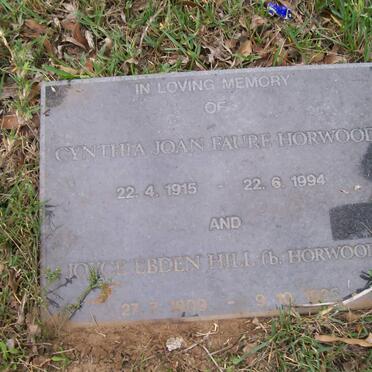 IN LOVING MEMORY
OF
CYNTHIA JOAN FAURE HORWOOD
22.4.1915 - 22.6.1994
AND
JOYCE EBDEN HILL (b. HORWOOD